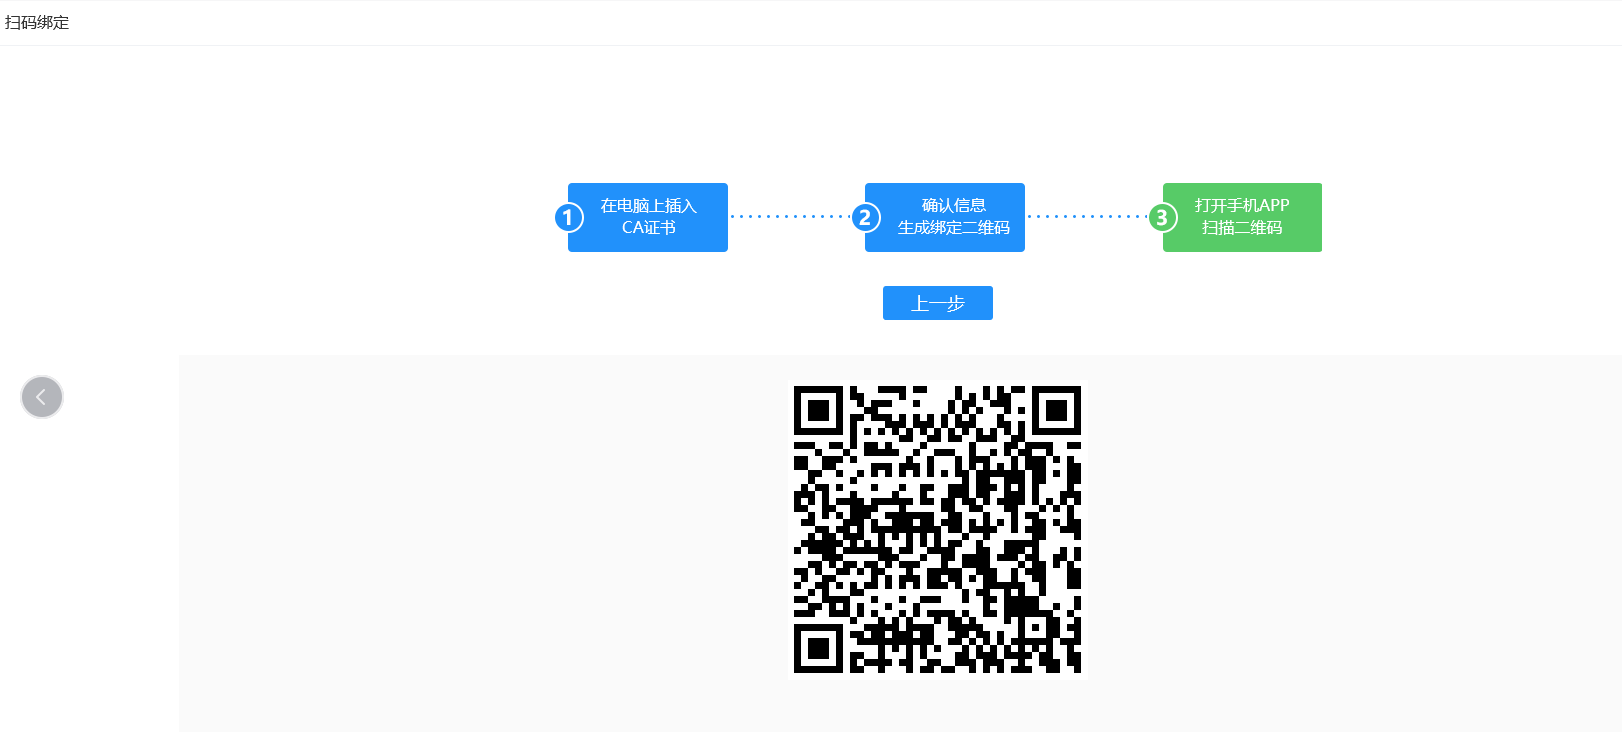 扫码绑定
1
在电脑上插入
CA证书
2
确认信息
生成绑定二维码
3
打开手机APP
扫描二维码
上一步